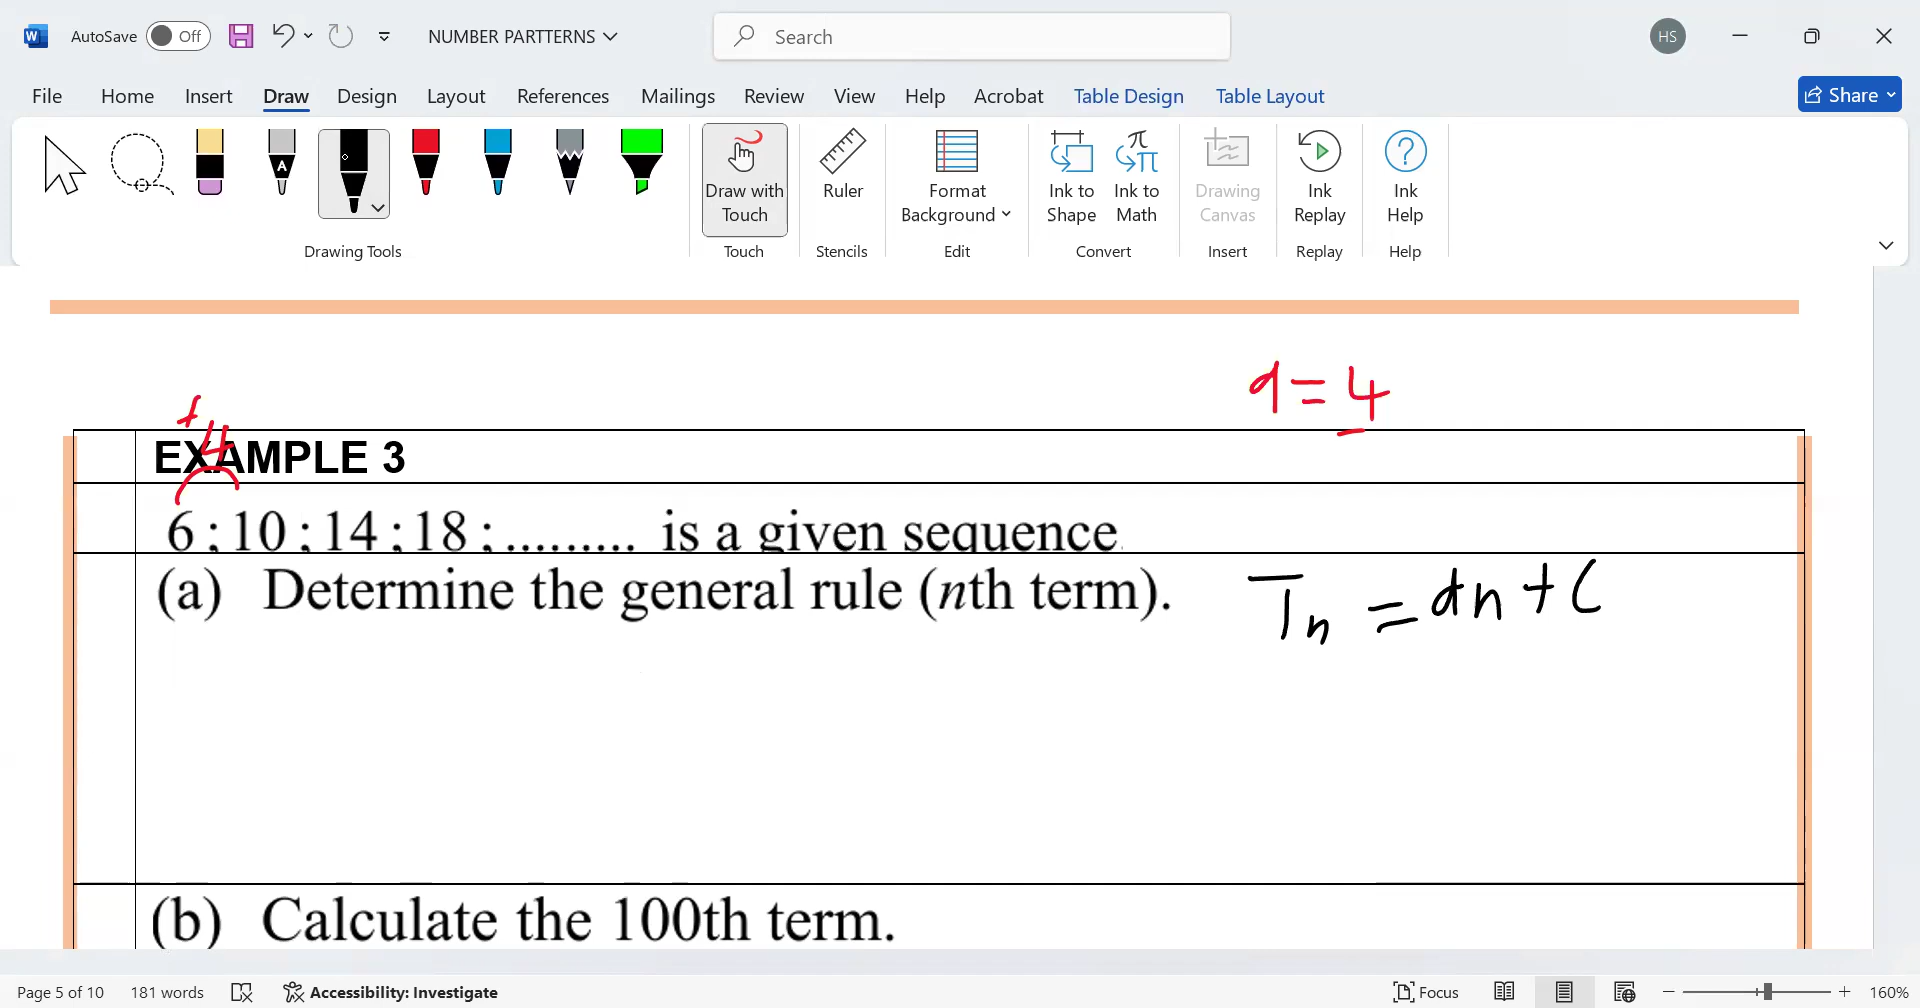 AutoSave Off NUMBER PARTTERNS Search HS
File Home Insert Draw Design Layout References Mailings Review View Help Acrobat Table Design Table Layout Share
A
Draw with Touch
Ruler
Format Background
Ink to Shape
Ink to Math
Drawing Canvas
Ink Replay
Ink Help
Drawing Tools Touch Stencils Edit Convert Insert Replay Help
d = 4
+4
EXAMPLE 3
6 ; 10 ; 14 ; 18 ; ......... is a given sequence
(a) Determine the general rule (nth term). Tn = dn + C
(b) Calculate the 100th term.
Page 5 of 10 181 words Accessibility: Investigate Focus 160%